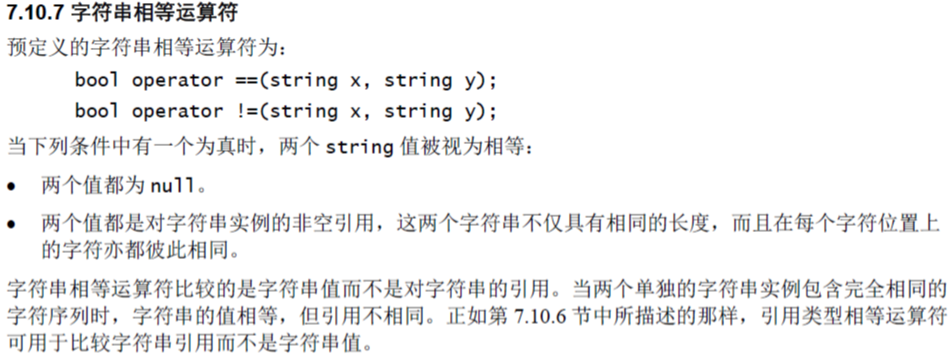 7.10.7 字符串相等运算符
预定义的字符串相等运算符为：
bool operator ==(string x, string y);
bool operator !=(string x, string y);
当下列条件中有一个为真时，两个 string 值被视为相等：
● 两个值都为 null。
● 两个值都是对字符串实例的非空引用，这两个字符串不仅具有相同的长度，而且在每个字符位置上
的字符亦都彼此相同。
字符串相等运算符比较的是字符串值而不是对字符串的引用。当两个单独的字符串实例包含完全相同的
字符序列时，字符串的值相等，但引用不相同。正如第 7.10.6 节中所描述的那样，引用类型相等运算符
可用于比较字符串引用而不是字符串值。